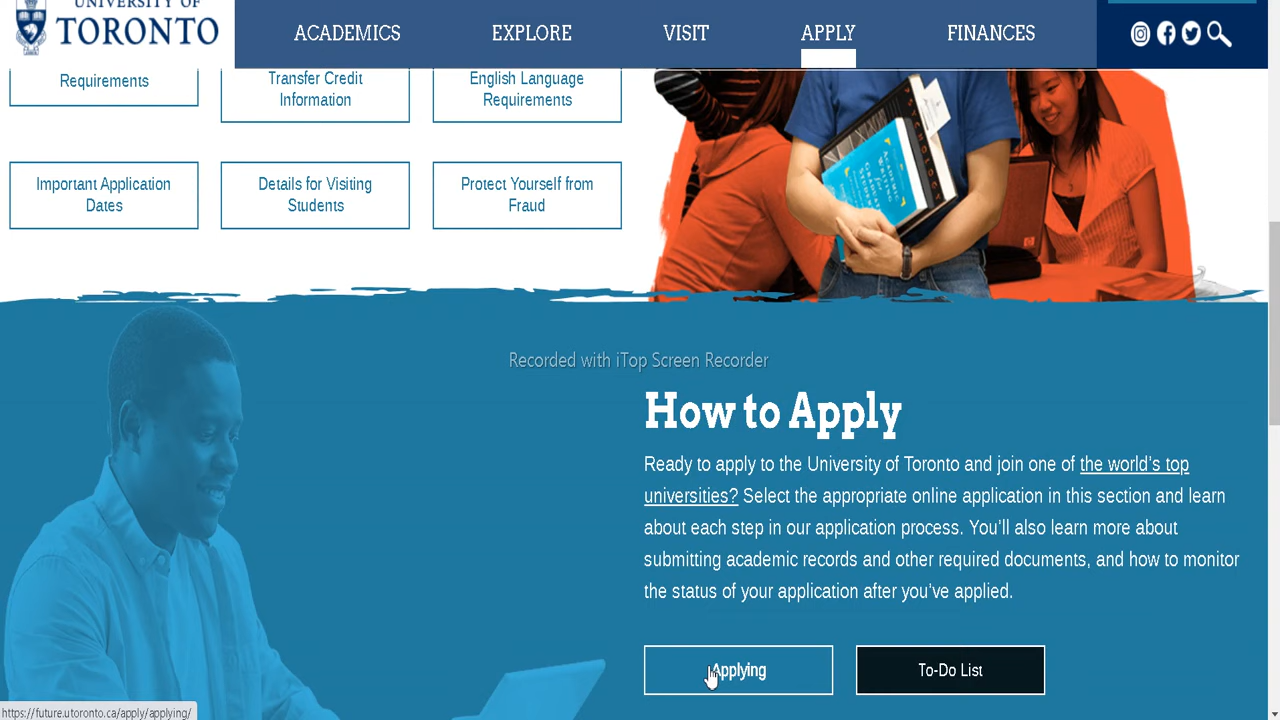 UNIVERSITY OF
TORONTO
ACADEMICS EXPLORE VISIT APPLY FINANCES
Requirements
Transfer Credit
Information
English Language
Requirements
Important Application
Dates
Details for Visiting
Students
Protect Yourself from
Fraud
Recorded with iTop Screen Recorder
How to Apply
Ready to apply to the University of Toronto and join one of the world's top
universities? Select the appropriate online application in this section and learn
about each step in our application process. You'll also learn more about
submitting academic records and other required documents, and how to monitor
the status of your application after you've applied.
Applying
To-Do List
https://future.utoronto.ca/apply/applying/